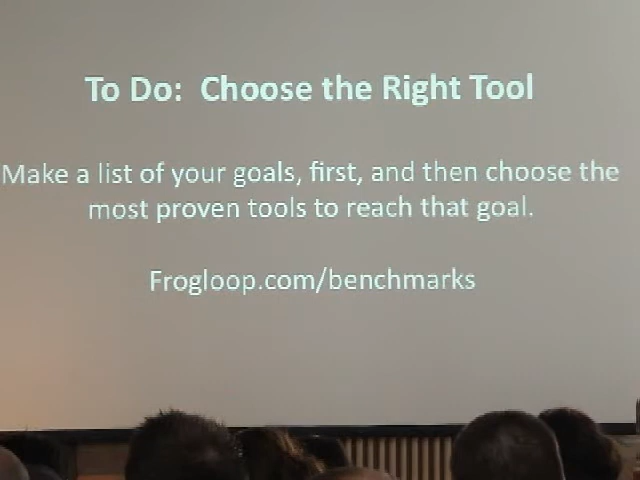 To Do:  Choose the Right Tool
Make a list of your goals, first, and then choose the
most proven tools to reach that goal.
Frogloop.com/benchmarks